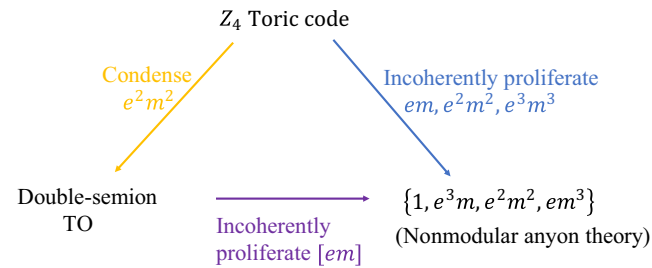 Z₄ Toric code
Condense
e²m²
Incoherently proliferate
em, e²m², e³m³
Double-semion
TO
Incoherently
proliferate [em]
{1, e³m, e²m², em³}
(Nonmodular anyon theory)